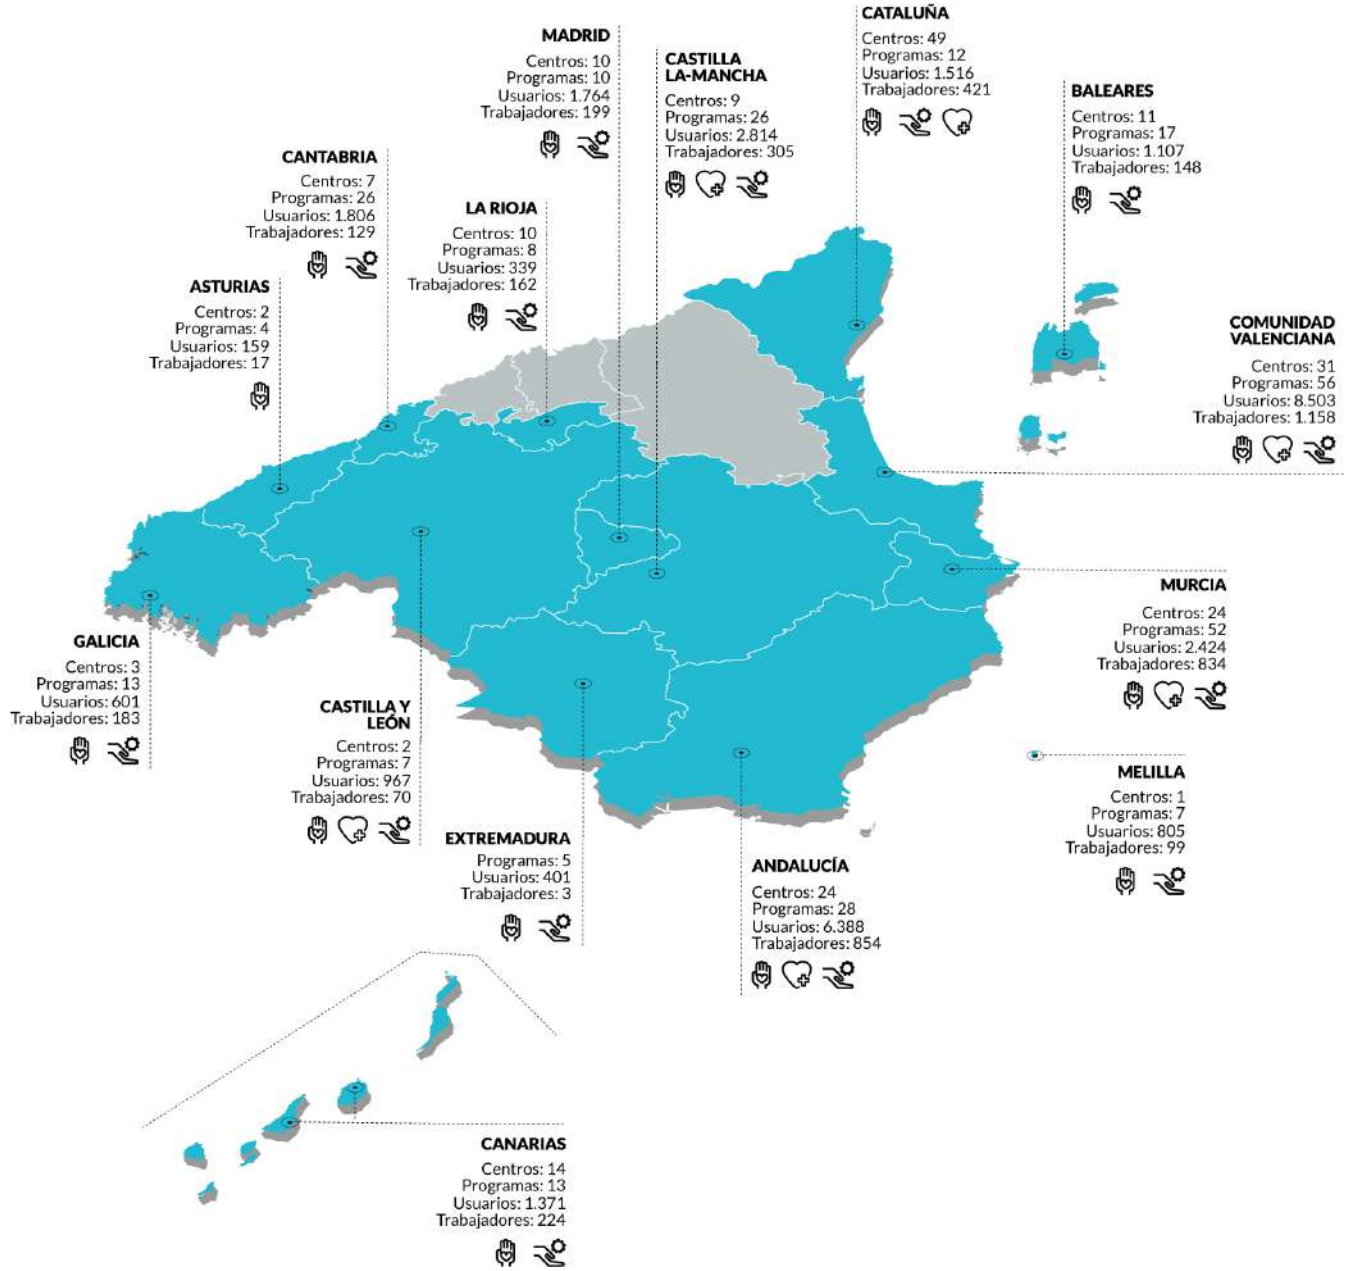 CATALUÑA
Centros: 49
Programas: 12
Usuarios: 1.516
Trabajadores: 421
MADRID
Centros: 10
Programas: 10
Usuarios: 1.764
Trabajadores: 199
CASTILLA
LA-MANCHA
Centros: 9
Programas: 26
Usuarios: 2.814
Trabajadores: 305
BALEARES
Centros: 11
Programas: 17
Usuarios: 1.107
Trabajadores: 148
CANTABRIA
Centros: 7
Programas: 26
Usuarios: 1.806
Trabajadores: 129
LA RIOJA
Centros: 10
Programas: 8
Usuarios: 339
Trabajadores: 162
ASTURIAS
Centros: 2
Programas: 4
Usuarios: 159
Trabajadores: 17
COMUNIDAD
VALENCIANA
Centros: 31
Programas: 56
Usuarios: 8.503
Trabajadores: 1.158
MURCIA
Centros: 24
Programas: 52
Usuarios: 2.424
Trabajadores: 834
GALICIA
Centros: 3
Programas: 13
Usuarios: 601
Trabajadores: 183
CASTILLA Y
LEÓN
Centros: 2
Programas: 7
Usuarios: 967
Trabajadores: 70
MELILLA
Centros: 1
Programas: 7
Usuarios: 805
Trabajadores: 99
EXTREMADURA
Programas: 5
Usuarios: 401
Trabajadores: 3
ANDALUCÍA
Centros: 24
Programas: 28
Usuarios: 6.388
Trabajadores: 854
CANARIAS
Centros: 14
Programas: 13
Usuarios: 1.371
Trabajadores: 224